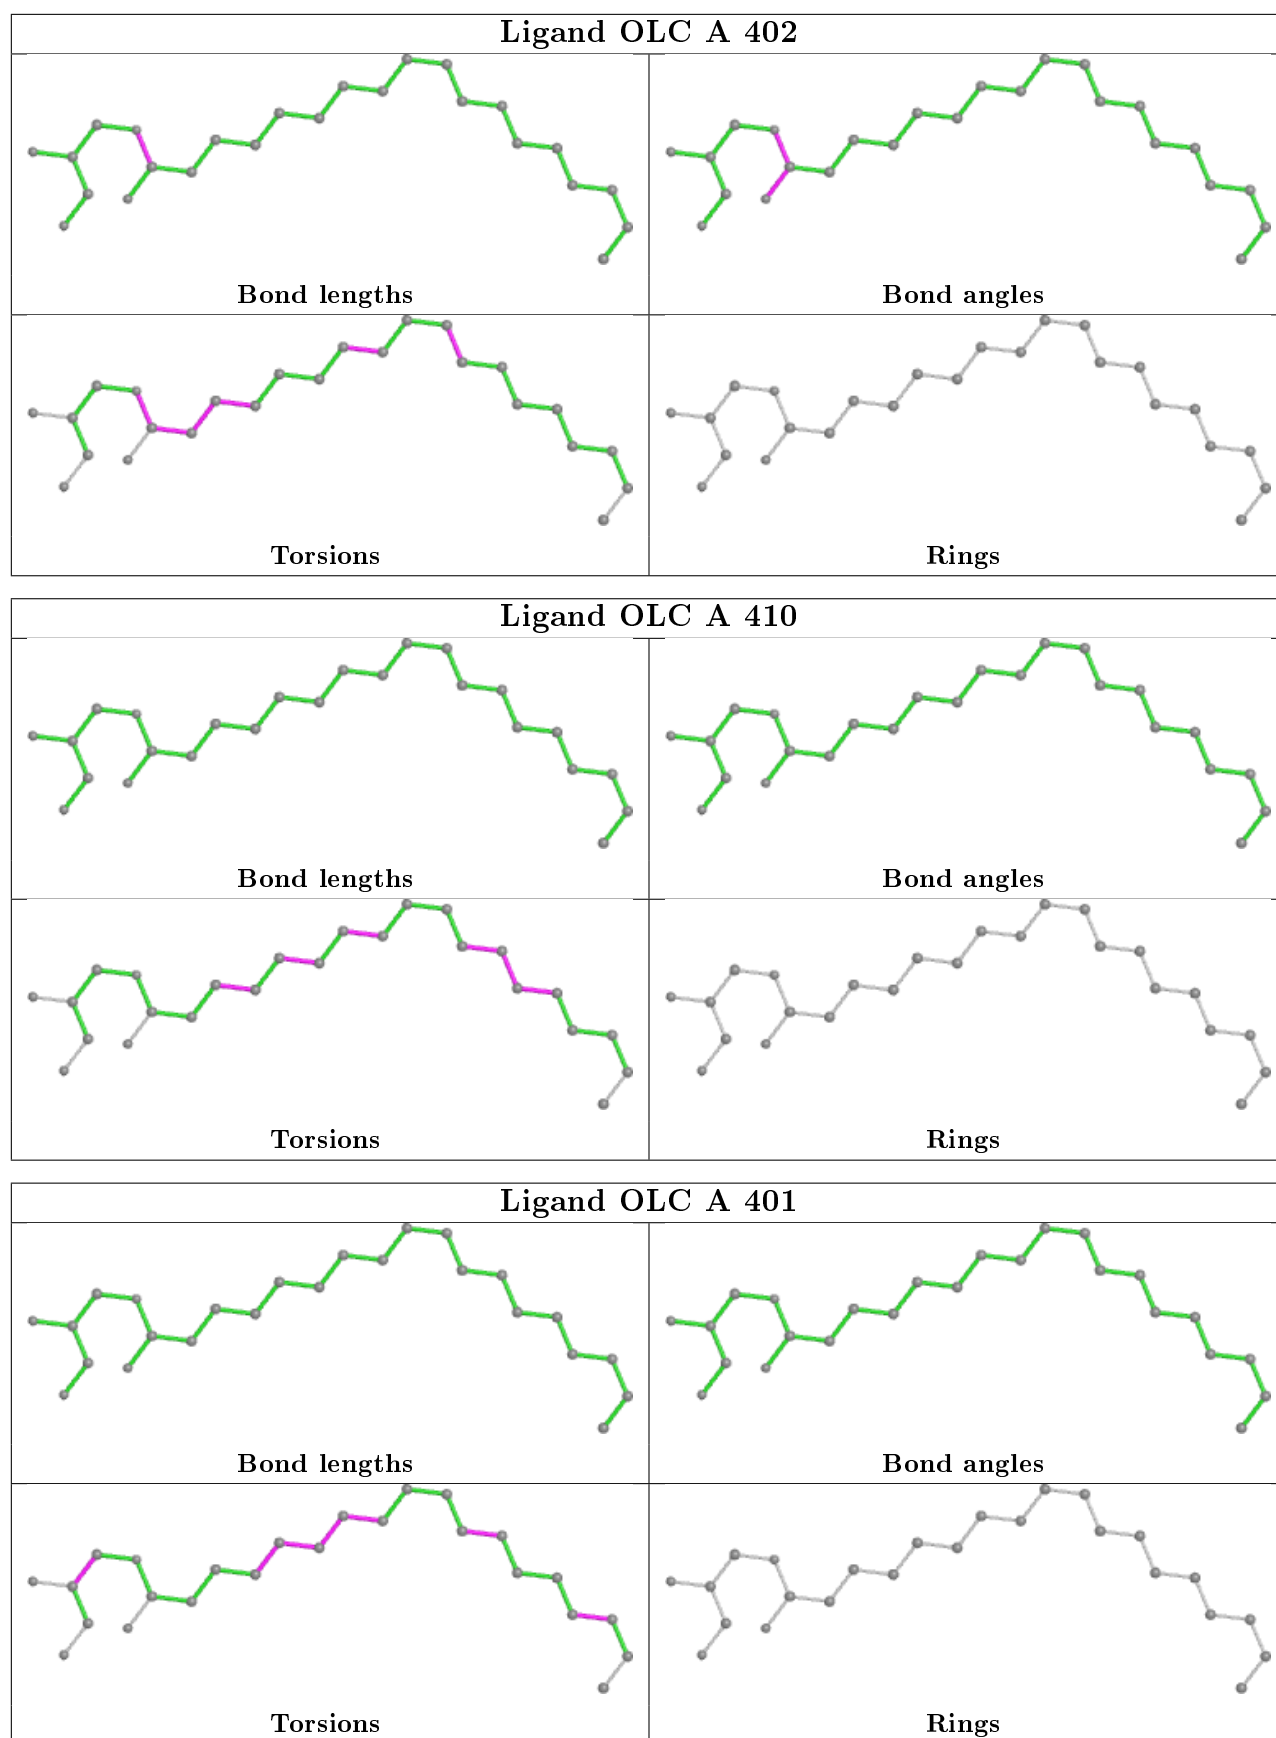 Ligand OLC A 402
Bond lengths
Bond angles
Torsions
Rings
Ligand OLC A 410
Bond lengths
Bond angles
Torsions
Rings
Ligand OLC A 401
Bond lengths
Bond angles
Torsions
Rings